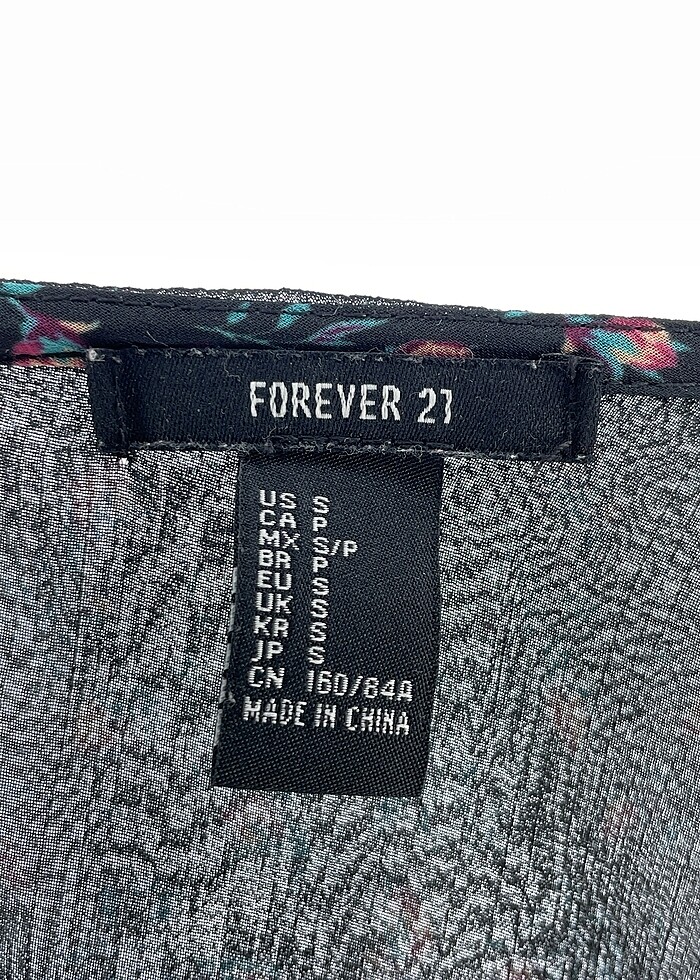 FOREVER 21
US S
CA P
MX S/P
BR P
EU S
UK S
KR S
JP S
CN 160/84A
MADE IN CHINA